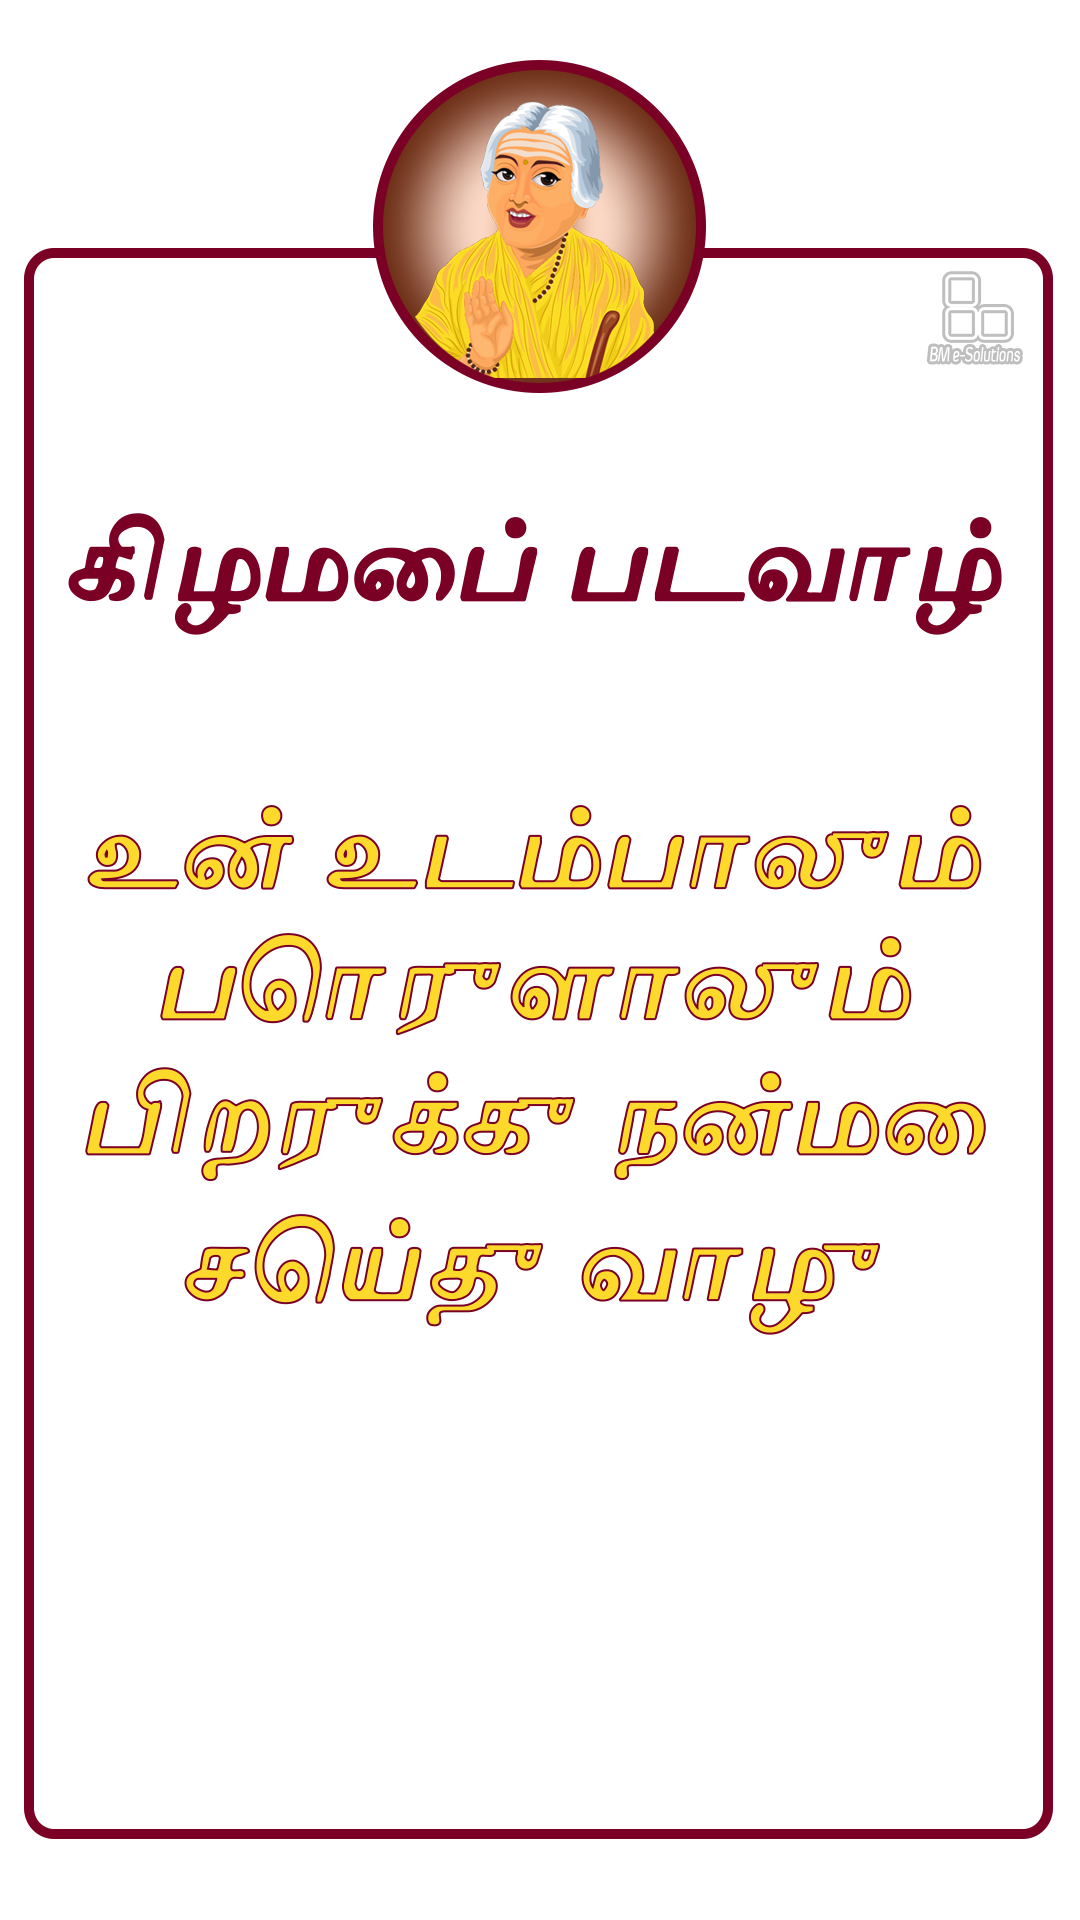 BM e-Solutions
கிழமைப் படவாழ்
உன் உடம்பாலும்
பொருளாலும்
பிறருக்கு நன்மை
செய்து வாழு